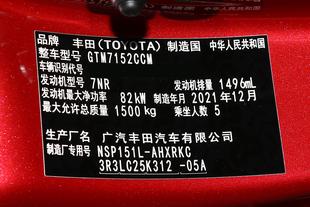 品牌 丰田(TOYOTA) 制造国 中华人民共和国
整车型号 GTM7152CCM
车辆识别代号
发动机型号 7NR 发动机排量 1496mL
发动机最大净功率 82kW 制造年月 2021年12月
最大允许总质量 1500kg 乘坐人数 5
生产厂名 广汽丰田汽车有限公司
制造厂专用号 NSP151L-AHXRKC
3R3LC25K312 -05A